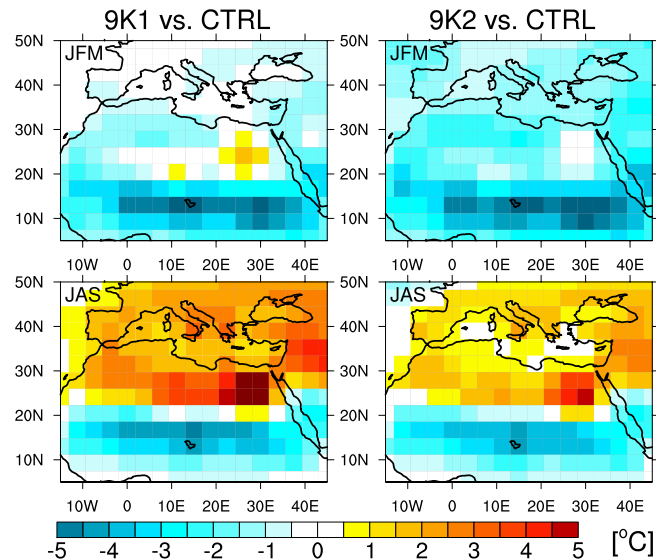 9K1 vs. CTRL 9K2 vs. CTRL
50N JFM 50N JFM
40N 40N
30N 30N
20N 20N
10N 10N
10W 0 10E 20E 30E 40E 10W 0 10E 20E 30E 40E
50N JAS 50N JAS
40N 40N
30N 30N
20N 20N
10N 10N
10W 0 10E 20E 30E 40E 10W 0 10E 20E 30E 40E
-5 -4 -3 -2 -1 0 1 2 3 4 5 [°C]